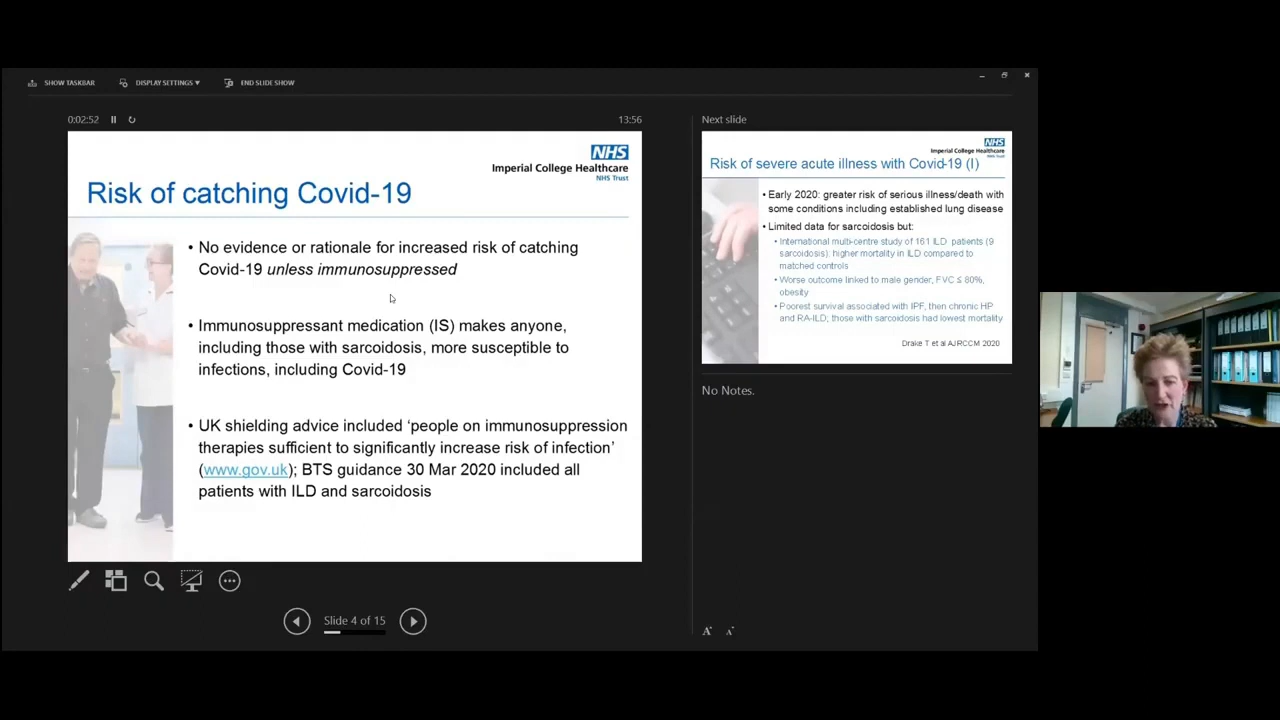 SHOW TASKBAR
DISPLAY SETTINGS ▼
END SLIDE SHOW
0:02:52
13:56
NHS
Imperial College Healthcare
NHS Trust
Risk of catching Covid-19
• No evidence or rationale for increased risk of catching
Covid-19 unless immunosuppressed
• Immunosuppressant medication (IS) makes anyone,
including those with sarcoidosis, more susceptible to
infections, including Covid-19
• UK shielding advice included ‘people on immunosuppression
therapies sufficient to significantly increase risk of infection’
(www.gov.uk); BTS guidance 30 Mar 2020 included all
patients with ILD and sarcoidosis
Slide 4 of 15
Next slide
NHS
Imperial College Healthcare
NHS Trust
Risk of severe acute illness with Covid-19 (I)
• Early 2020: greater risk of serious illness/death with
some conditions including established lung disease
• Limited data for sarcoidosis but:
• International multi-centre study of 161 ILD patients (9
sarcoidosis); higher mortality in ILD compared to
matched controls
• Worse outcome linked to male gender, FVC ≤ 80%,
obesity
• Poorest survival associated with IPF, then chronic HP
and RA-ILD; those with sarcoidosis had lowest mortality
Drake T et al AJRCCM 2020
No Notes.
A A